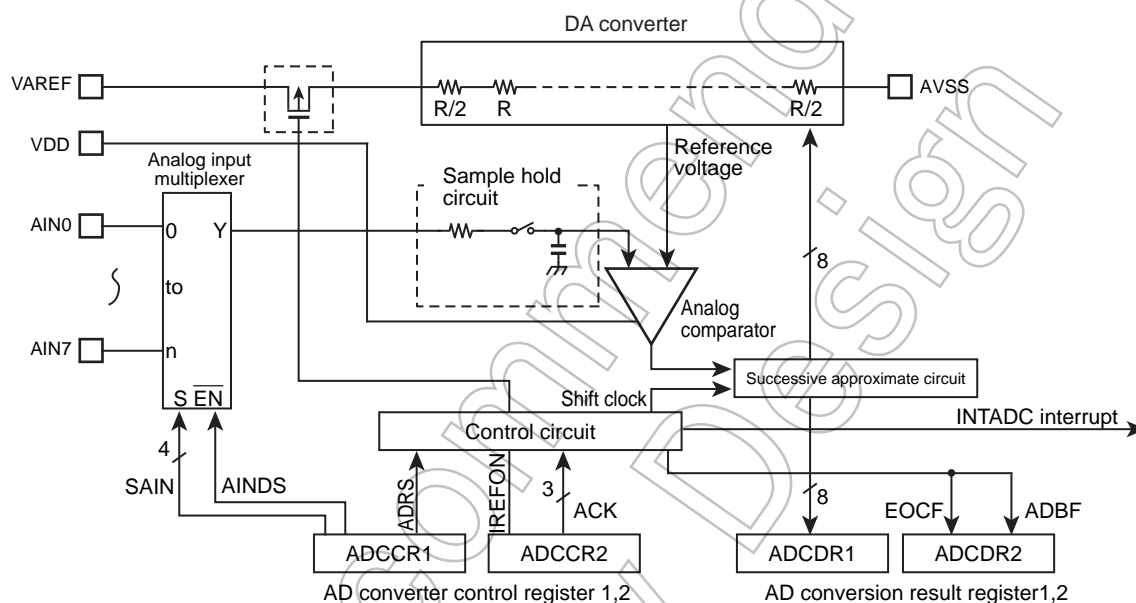 DA converter
VAREF
AVSS
R/2
R
R/2
VDD
Reference
voltage
Analog input
multiplexer
Sample hold
circuit
AIN0
0
Y
8
to
Analog
comparator
AIN7
n
Successive approximate circuit
S EN
Shift clock
INTADC interrupt
Control circuit
4
SAIN
AINDS
ADRS
IREFON
3
ACK
8
EOCF
ADBF
ADCCR1
ADCCR2
ADCDR1
ADCDR2
AD converter control register 1,2
AD conversion result register1,2